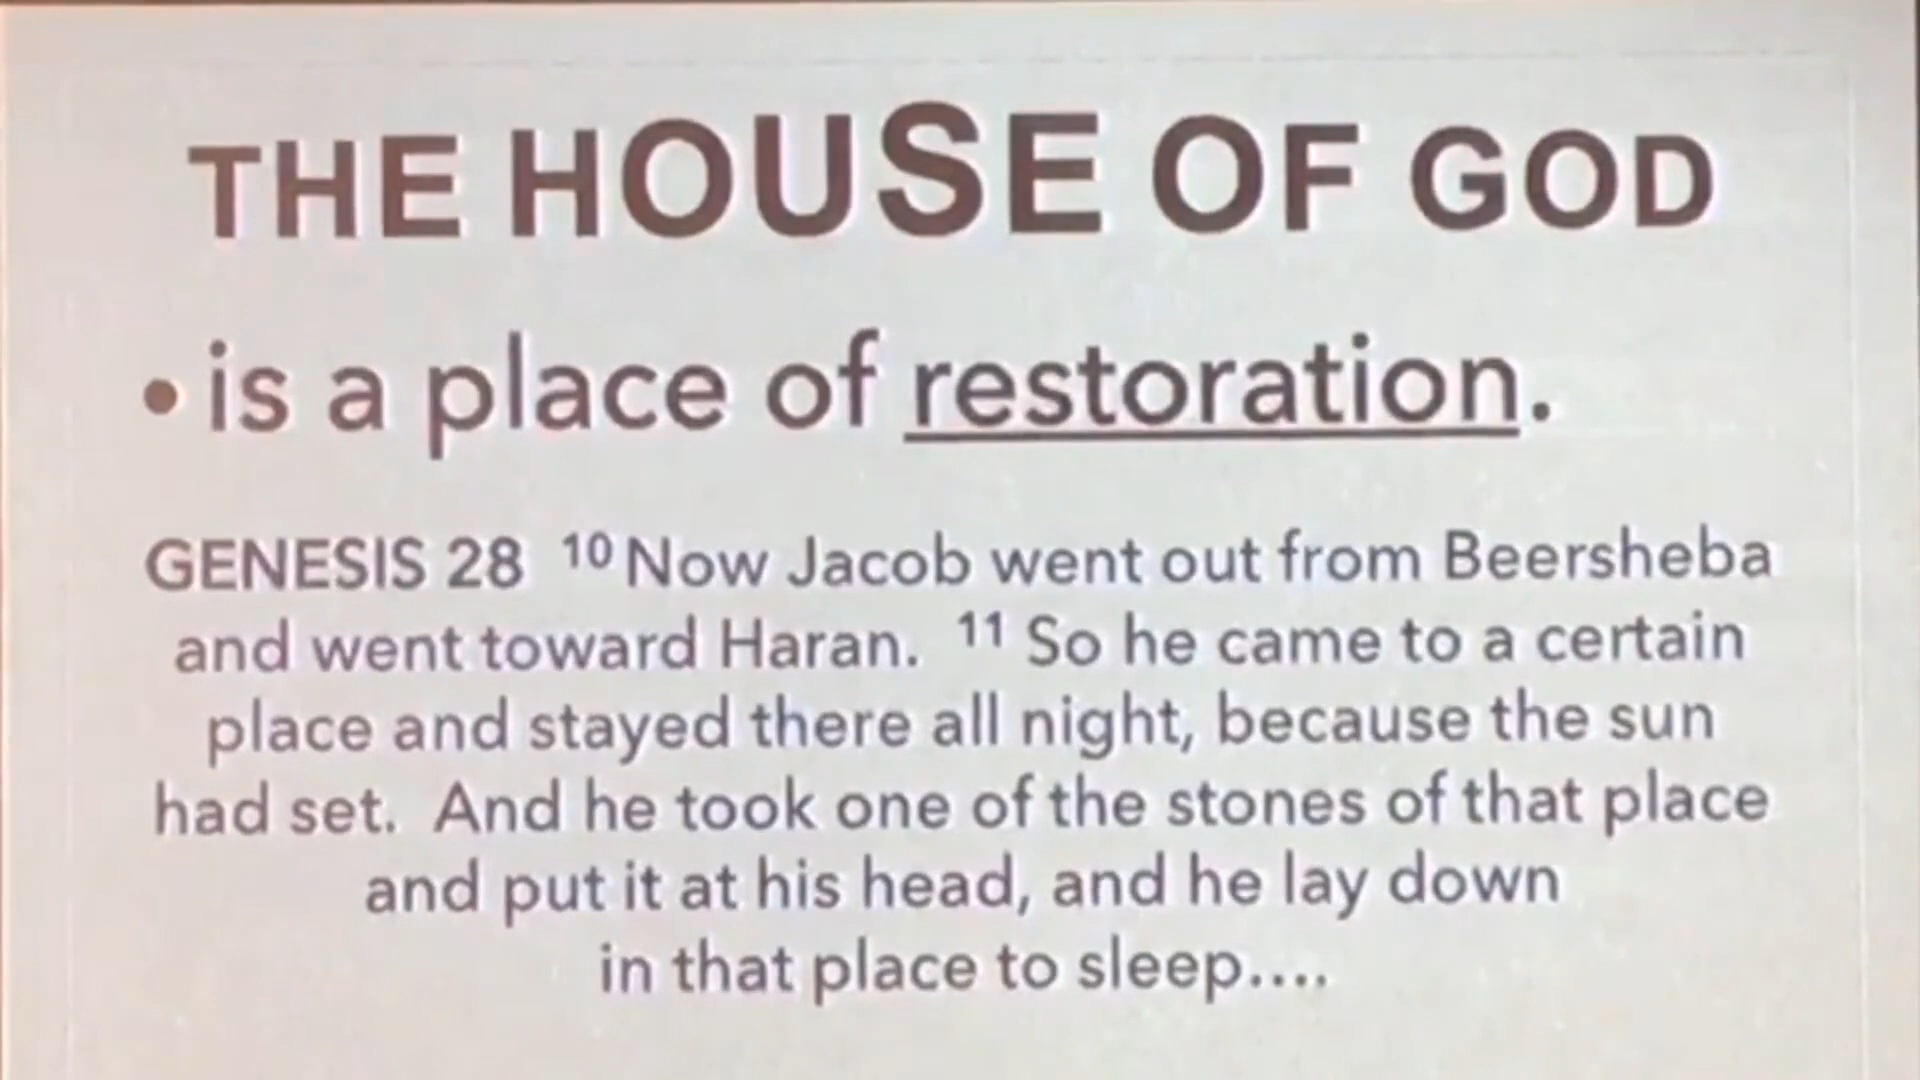 THE HOUSE OF GOD
• is a place of restoration.
GENESIS 28 ¹⁰ Now Jacob went out from Beersheba
and went toward Haran. ¹¹ So he came to a certain
place and stayed there all night, because the sun
had set. And he took one of the stones of that place
and put it at his head, and he lay down
in that place to sleep....